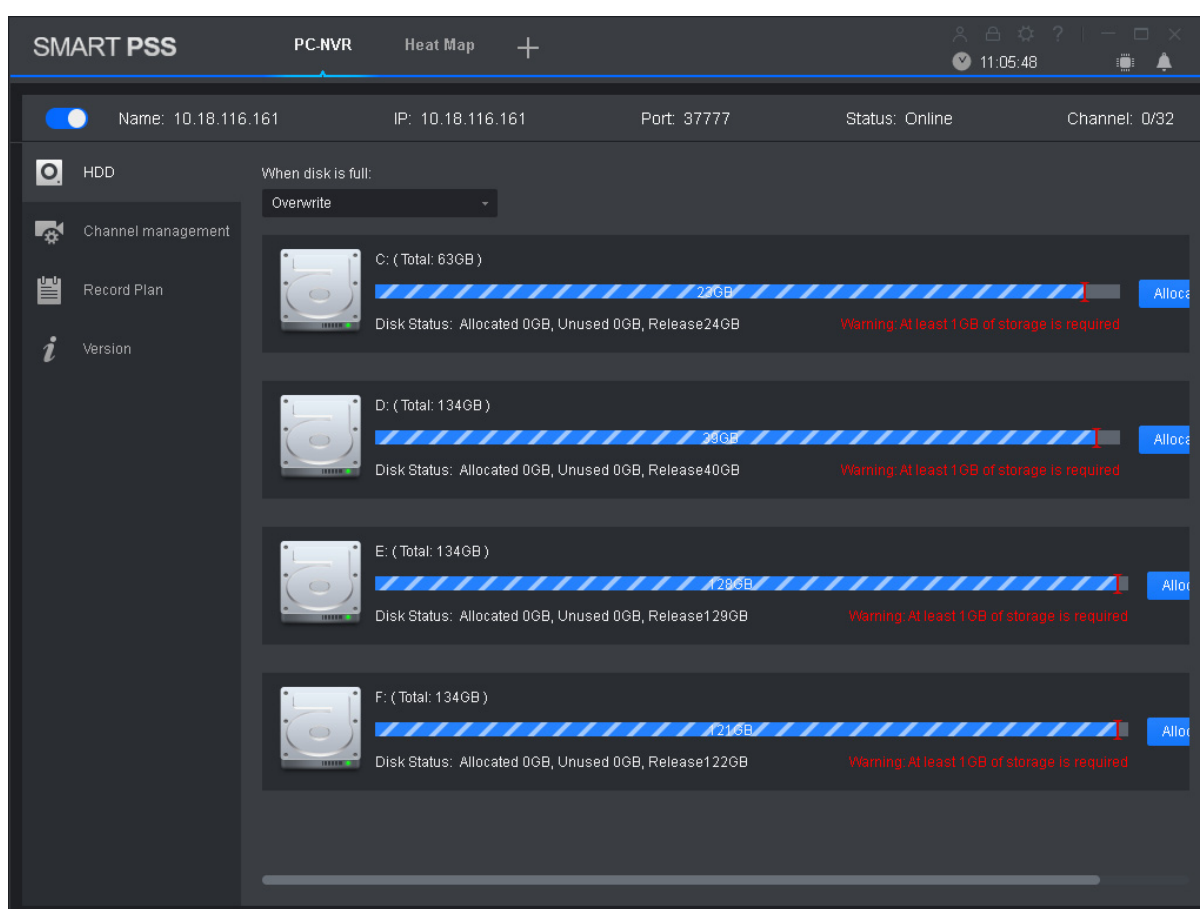 SMART PSS PC-NVR Heat Map
11:05:48
Name: 10.18.116.161 IP: 10.18.116.161 Port: 37777 Status: Online Channel: 0/32
HDD
Channel management
Record Plan
Version
When disk is full:
Overwrite
C: ( Total: 63GB )
23GB
Alloca
Disk Status: Allocated 0GB, Unused 0GB, Release24GB Warning:At least 1GB of storage is required
D: ( Total: 134GB )
39GB
Alloca
Disk Status: Allocated 0GB, Unused 0GB, Release40GB Warning:At least 1GB of storage is required
E: ( Total: 134GB )
128GB
Alloc
Disk Status: Allocated 0GB, Unused 0GB, Release129GB Warning:At least 1GB of storage is required
F: ( Total: 134GB )
121GB
Alloc
Disk Status: Allocated 0GB, Unused 0GB, Release122GB Warning:At least 1GB of storage is required